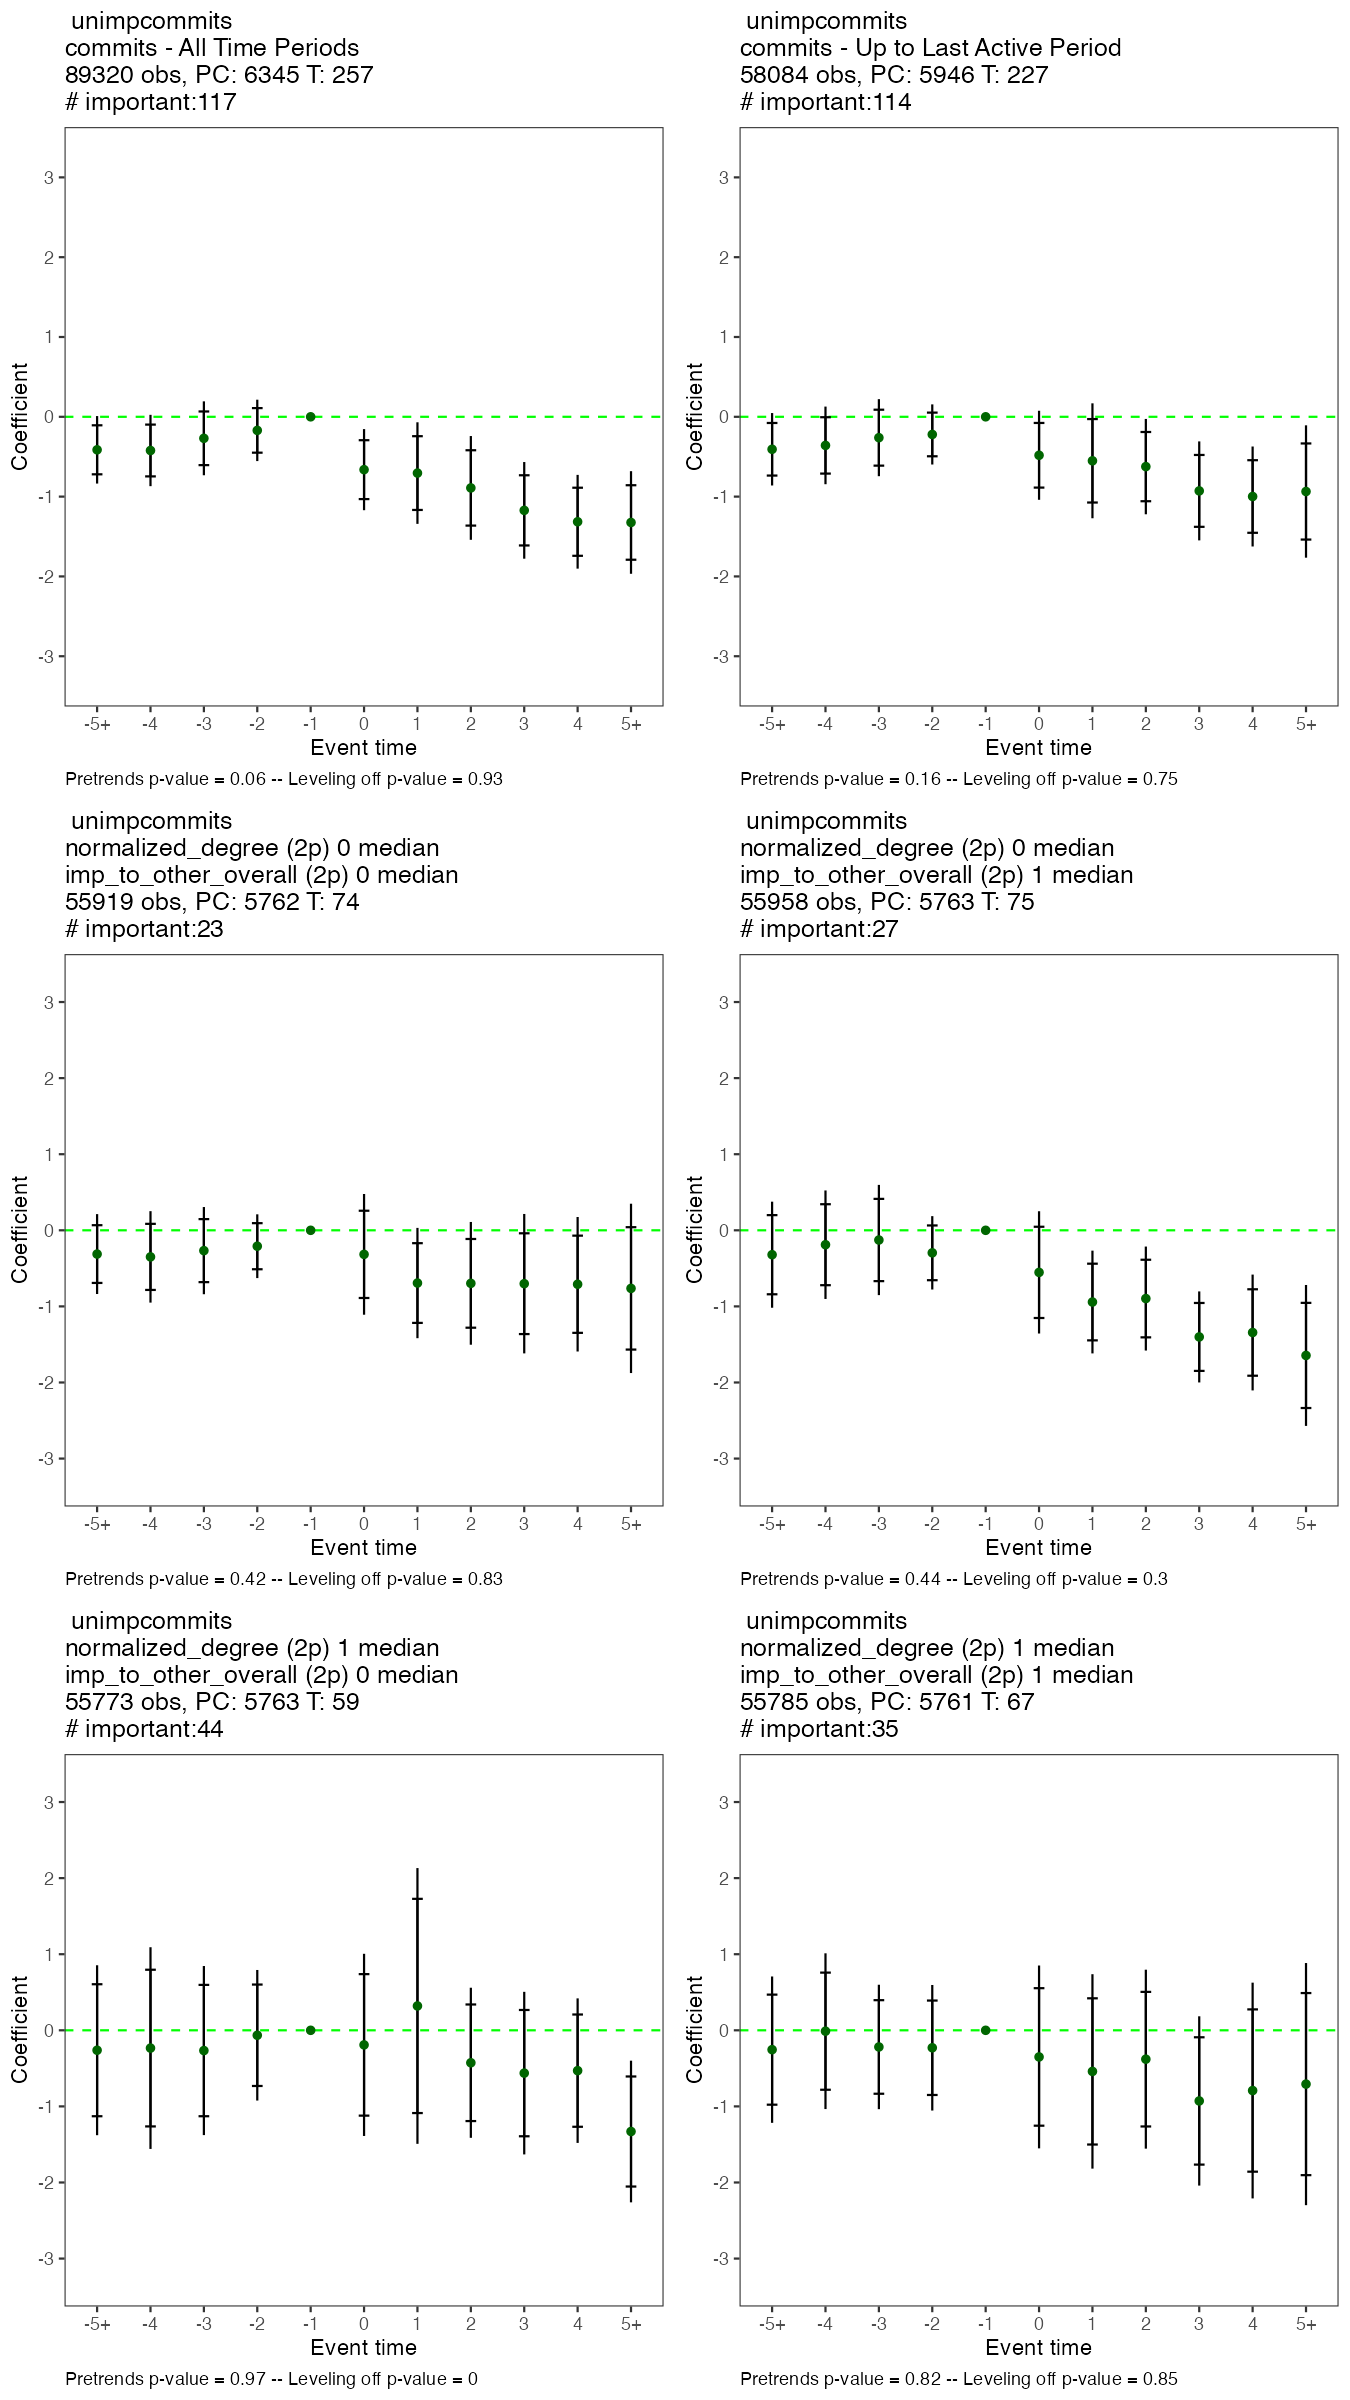 unimpcommits
commits - All Time Periods
89320 obs, PC: 6345 T: 257
# important:117
3
2
1
0
-1
-2
-3
Coefficient
-5+ -4 -3 -2 -1 0 1 2 3 4 5+
Event time
Pretrends p-value = 0.06 -- Leveling off p-value = 0.93
unimpcommits
commits - Up to Last Active Period
58084 obs, PC: 5946 T: 227
# important:114
3
2
1
0
-1
-2
-3
Coefficient
-5+ -4 -3 -2 -1 0 1 2 3 4 5+
Event time
Pretrends p-value = 0.16 -- Leveling off p-value = 0.75
unimpcommits
normalized_degree (2p) 0 median
imp_to_other_overall (2p) 0 median
55919 obs, PC: 5762 T: 74
# important:23
3
2
1
0
-1
-2
-3
Coefficient
-5+ -4 -3 -2 -1 0 1 2 3 4 5+
Event time
Pretrends p-value = 0.42 -- Leveling off p-value = 0.83
unimpcommits
normalized_degree (2p) 0 median
imp_to_other_overall (2p) 1 median
55958 obs, PC: 5763 T: 75
# important:27
3
2
1
0
-1
-2
-3
Coefficient
-5+ -4 -3 -2 -1 0 1 2 3 4 5+
Event time
Pretrends p-value = 0.44 -- Leveling off p-value = 0.3
unimpcommits
normalized_degree (2p) 1 median
imp_to_other_overall (2p) 0 median
55773 obs, PC: 5763 T: 59
# important:44
3
2
1
0
-1
-2
-3
Coefficient
-5+ -4 -3 -2 -1 0 1 2 3 4 5+
Event time
Pretrends p-value = 0.97 -- Leveling off p-value = 0
unimpcommits
normalized_degree (2p) 1 median
imp_to_other_overall (2p) 1 median
55785 obs, PC: 5761 T: 67
# important:35
3
2
1
0
-1
-2
-3
Coefficient
-5+ -4 -3 -2 -1 0 1 2 3 4 5+
Event time
Pretrends p-value = 0.82 -- Leveling off p-value = 0.85